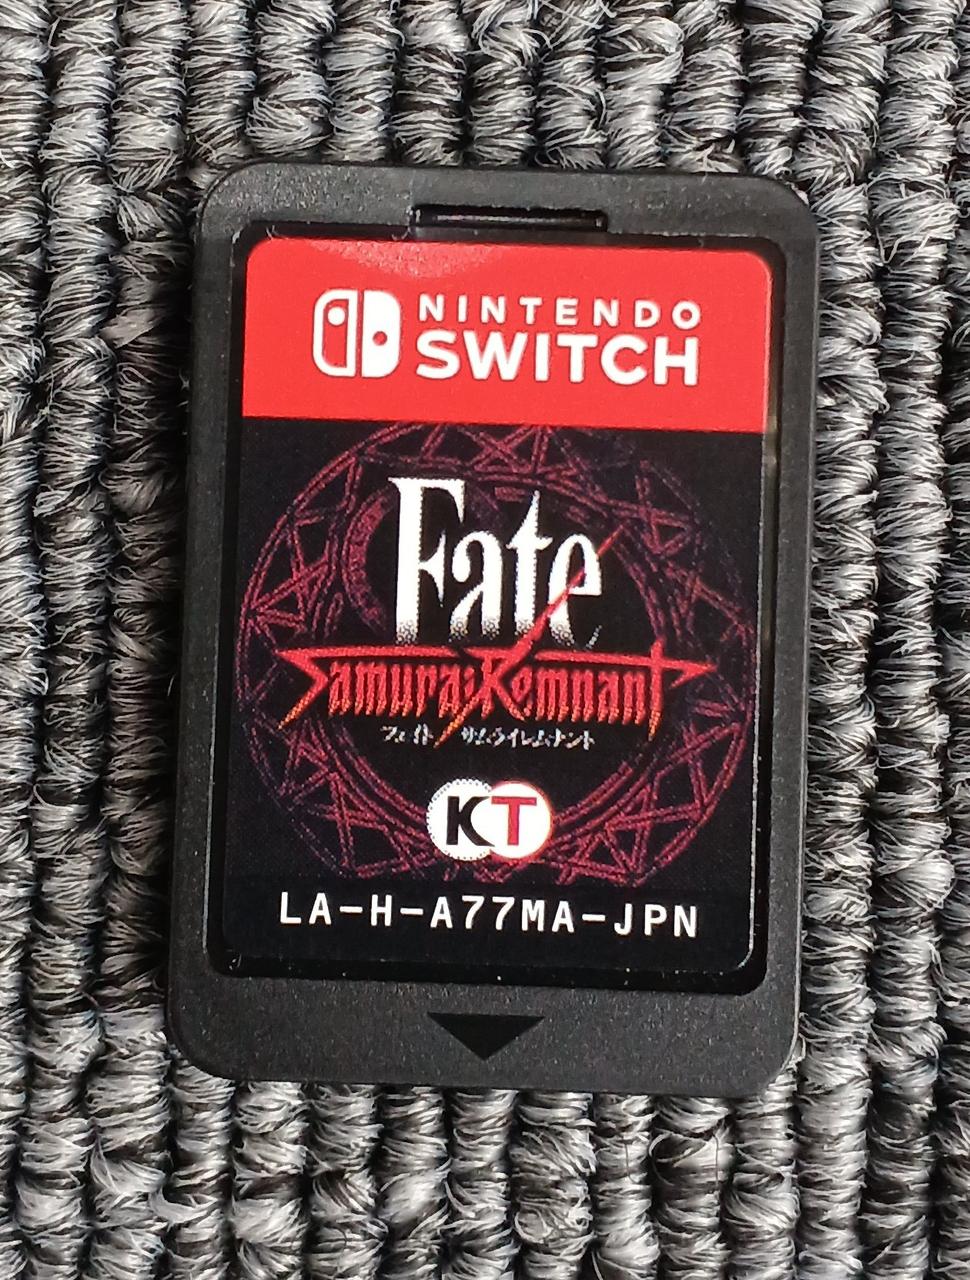 NINTENDO
SWITCH
Fate
Samurai Remnant
フェイト サムライレムナント
KT
LA-H-A77MA-JPN